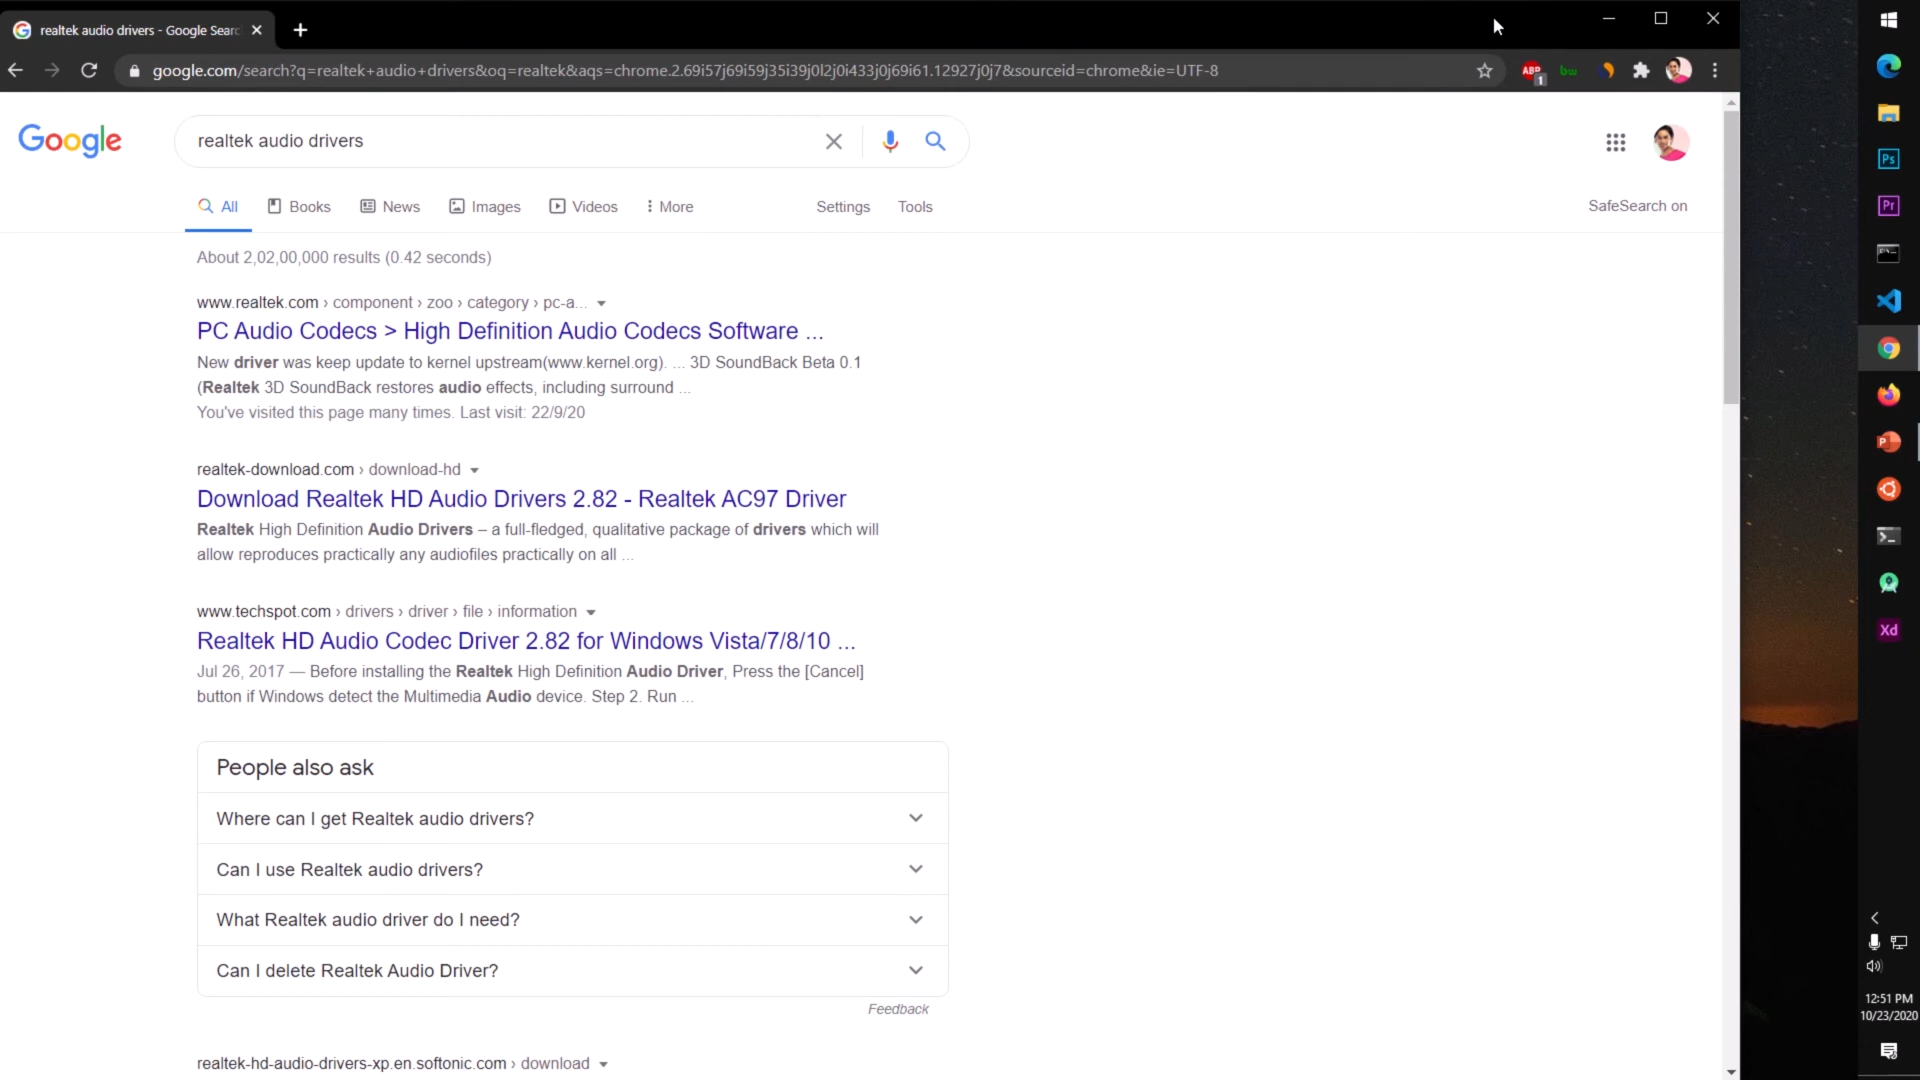 realtek audio drivers - Google Searc
google.com/search?q=realtek+audio+drivers&oq=realtek&aqs=chrome.2.69i57j69i59j35i39j0l2j0i433j0j69i61.12927j0j7&sourceid=chrome&ie=UTF-8
ABP
1
bw
Google
realtek audio drivers
All
Books
News
Images
Videos
More
Settings
Tools
SafeSearch on
About 2,02,00,000 results (0.42 seconds)
www.realtek.com › component › zoo › category › pc-a...
PC Audio Codecs > High Definition Audio Codecs Software ...
New driver was keep update to kernel upstream(www.kernel.org). ... 3D SoundBack Beta 0.1
(Realtek 3D SoundBack restores audio effects, including surround ...
You've visited this page many times. Last visit: 22/9/20
realtek-download.com › download-hd
Download Realtek HD Audio Drivers 2.82 - Realtek AC97 Driver
Realtek High Definition Audio Drivers – a full-fledged, qualitative package of drivers which will
allow reproduces practically any audiofiles practically on all ...
www.techspot.com › drivers › driver › file › information
Realtek HD Audio Codec Driver 2.82 for Windows Vista/7/8/10 ...
Jul 26, 2017 — Before installing the Realtek High Definition Audio Driver, Press the [Cancel]
button if Windows detect the Multimedia Audio device. Step 2. Run ...
People also ask
Where can I get Realtek audio drivers?
Can I use Realtek audio drivers?
What Realtek audio driver do I need?
Can I delete Realtek Audio Driver?
Feedback
realtek-hd-audio-drivers-xp.en.softonic.com › download
Ps
Pr
P
Xd
12:51 PM
10/23/2020